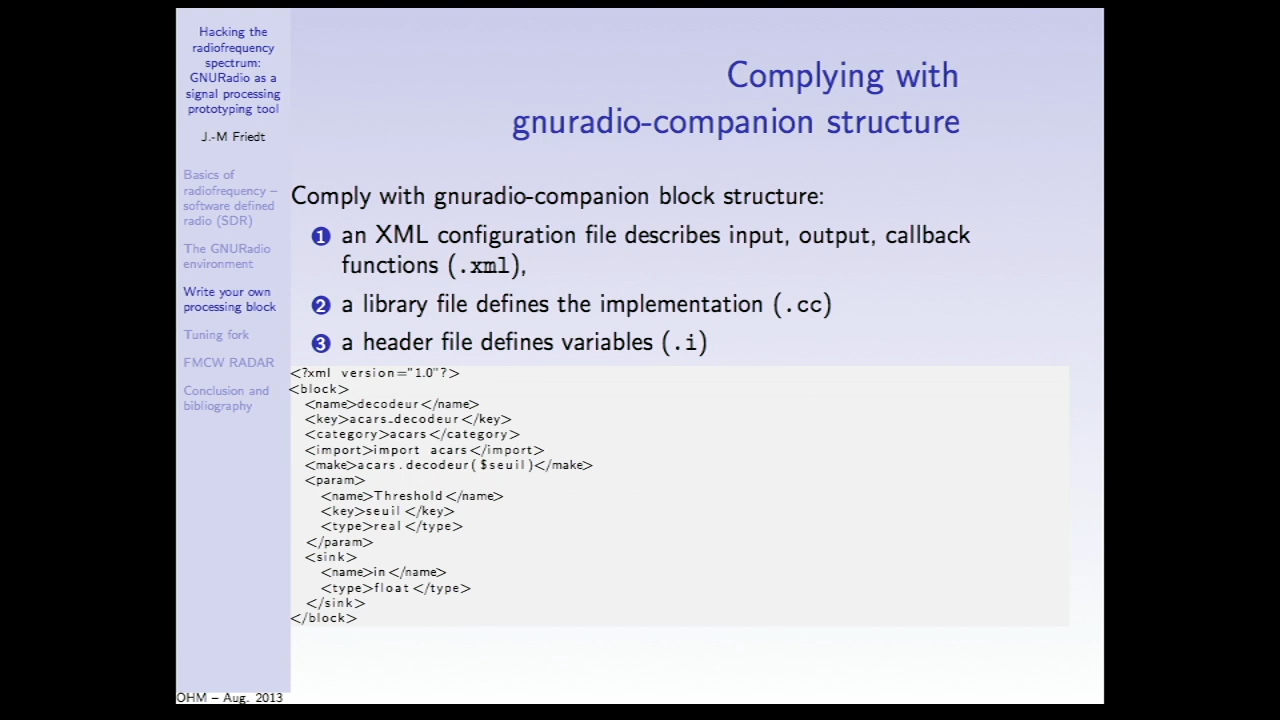 Hacking the
radiofrequency
spectrum:
GNURadio as a
signal processing
prototyping tool
J.-M Friedt
Basics of
radiofrequency –
software defined
radio (SDR)
The GNURadio
environment
Write your own
processing block
Tuning fork
FMCW RADAR
Conclusion and
bibliography
OHM – Aug. 2013
Complying with
gnuradio-companion structure
Comply with gnuradio-companion block structure:
1 an XML configuration file describes input, output, callback
functions (.xml),
2 a library file defines the implementation (.cc)
3 a header file defines variables (.i)
<?xml version="1.0"?>
<block>
  <name>decodeur</name>
  <key>acars_decodeur</key>
  <category>acars</category>
  <import>import acars</import>
  <make>acars.decodeur($seuil)</make>
  <param>
    <name>Threshold</name>
    <key>seuil</key>
    <type>real</type>
  </param>
  <sink>
    <name>in</name>
    <type>float</type>
  </sink>
</block>